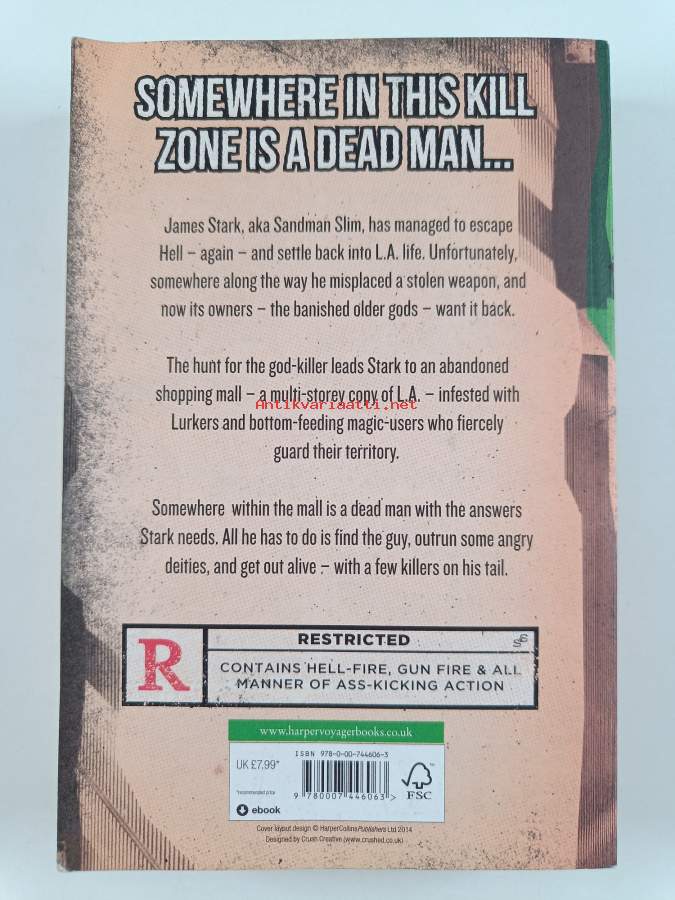 SOMEWHERE IN THIS KILL
ZONE IS A DEAD MAN...
James Stark, aka Sandman Slim, has managed to escape
Hell – again – and settle back into L.A. life. Unfortunately,
somewhere along the way he misplaced a stolen weapon, and
now its owners – the banished older gods – want it back.
The hunt for the god-killer leads Stark to an abandoned
shopping mall – a multi-storey copy of L.A. – infested with
Antikvariaatti.net
Lurkers and bottom-feeding magic-users who fiercely
guard their territory.
Somewhere within the mall is a dead man with the answers
Stark needs. All he has to do is find the guy, outrun some angry
deities, and get out alive – with a few killers on his tail.
R
RESTRICTED
CONTAINS HELL-FIRE, GUN FIRE & ALL
MANNER OF ASS-KICKING ACTION
www.harpervoyagerbooks.co.uk
ISBN 978-0-00-744606-3
UK £7.99*
*recommended price
9 780007 446063 >
FSC™
ebook
Cover layout design © HarperCollinsPublishers Ltd 2014
Designed by Crush Creative (www.crushed.co.uk)